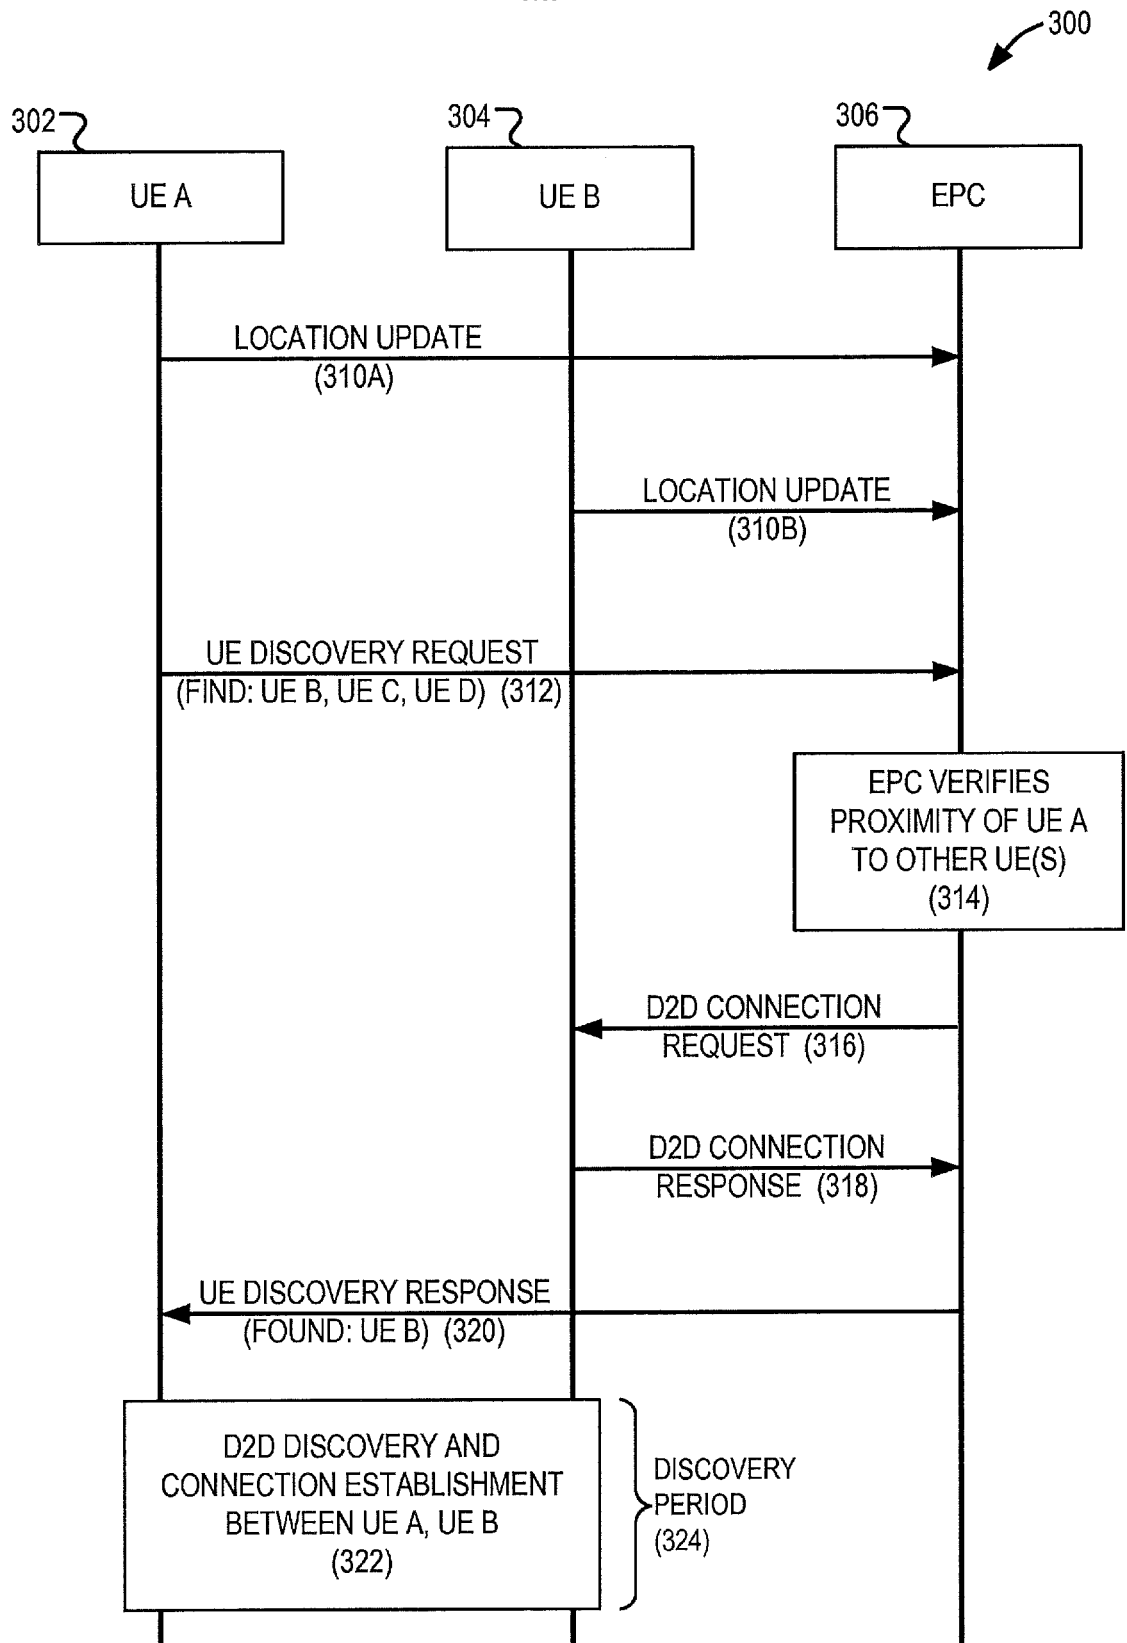 300
302
304
306
UE A
UE B
EPC
LOCATION UPDATE
(310A)
LOCATION UPDATE
(310B)
UE DISCOVERY REQUEST
(FIND: UE B, UE C, UE D) (312)
EPC VERIFIES
PROXIMITY OF UE A
TO OTHER UE(S)
(314)
D2D CONNECTION
REQUEST (316)
D2D CONNECTION
RESPONSE (318)
UE DISCOVERY RESPONSE
(FOUND: UE B) (320)
D2D DISCOVERY AND
CONNECTION ESTABLISHMENT
BETWEEN UE A, UE B
(322)
DISCOVERY
PERIOD
(324)